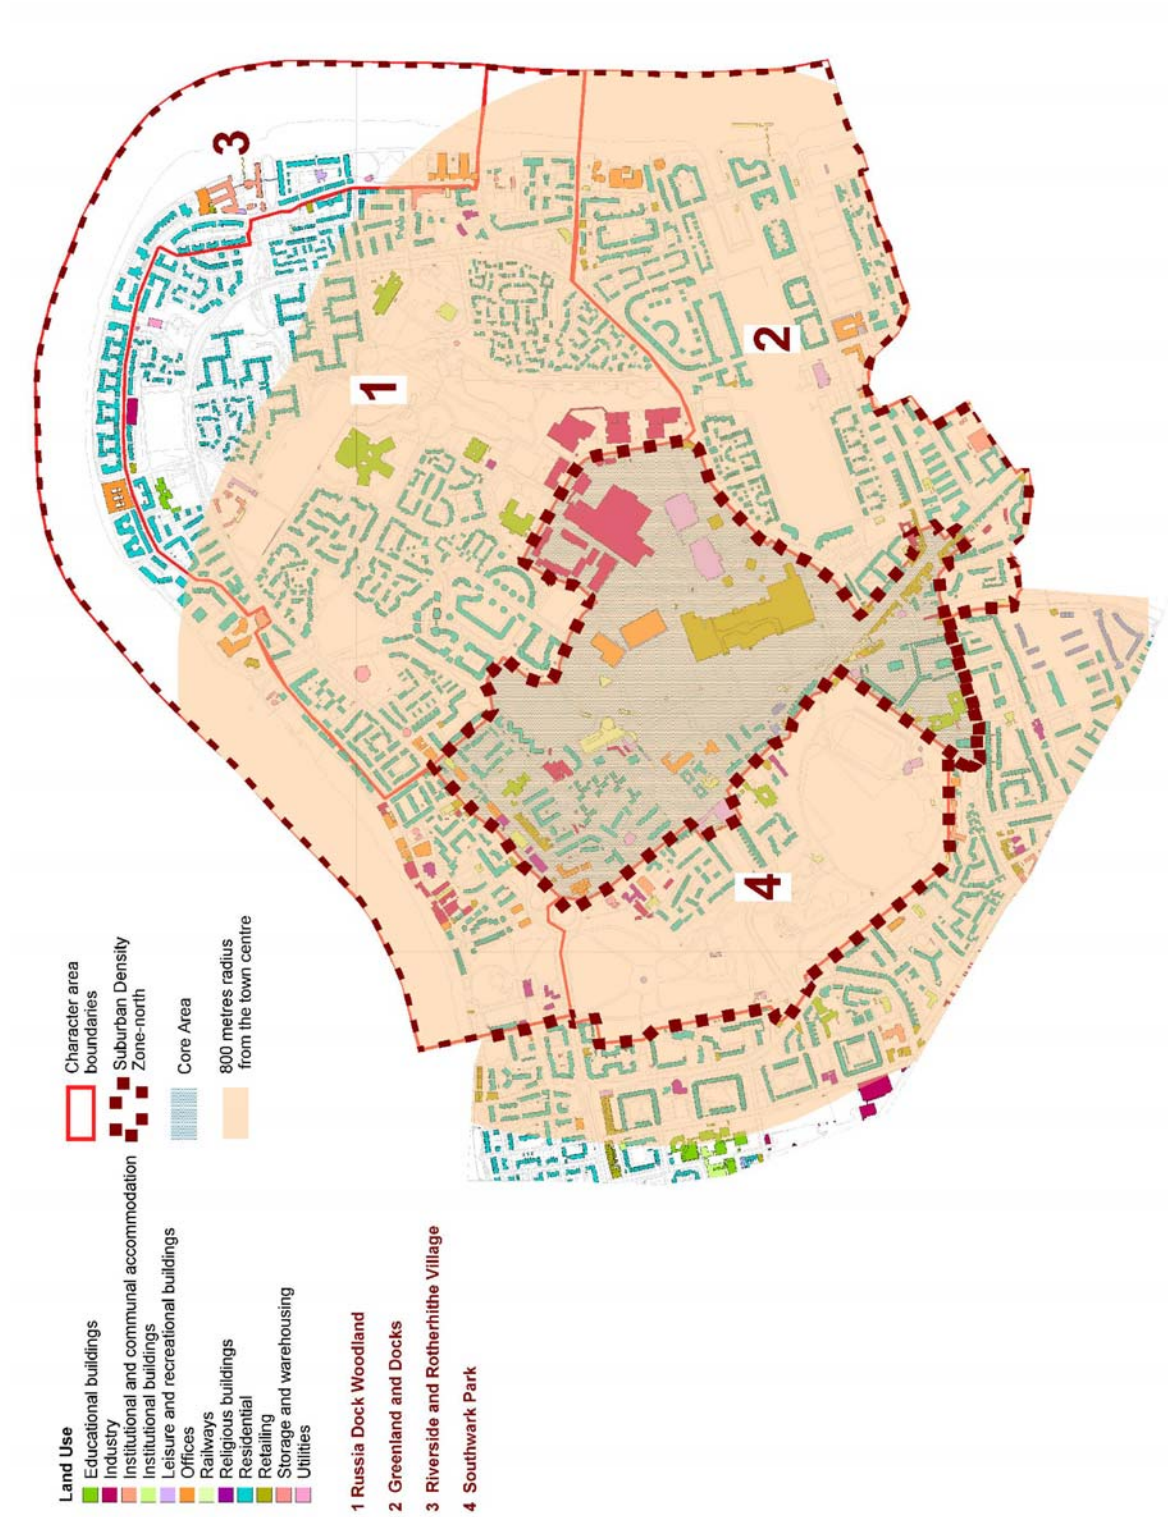 Land Use
Educational buildings
Industry
Institutional and communal accommodation
Institutional buildings
Leisure and recreational buildings
Offices
Railways
Religious buildings
Residential
Retailing
Storage and warehousing
Utilities
Character area
boundaries
Suburban Density
Zone-north
Core Area
800 metres radius
from the town centre
1 Russia Dock Woodland
2 Greenland and Docks
3 Riverside and Rotherhithe Village
4 Southwark Park
3
1
2
4